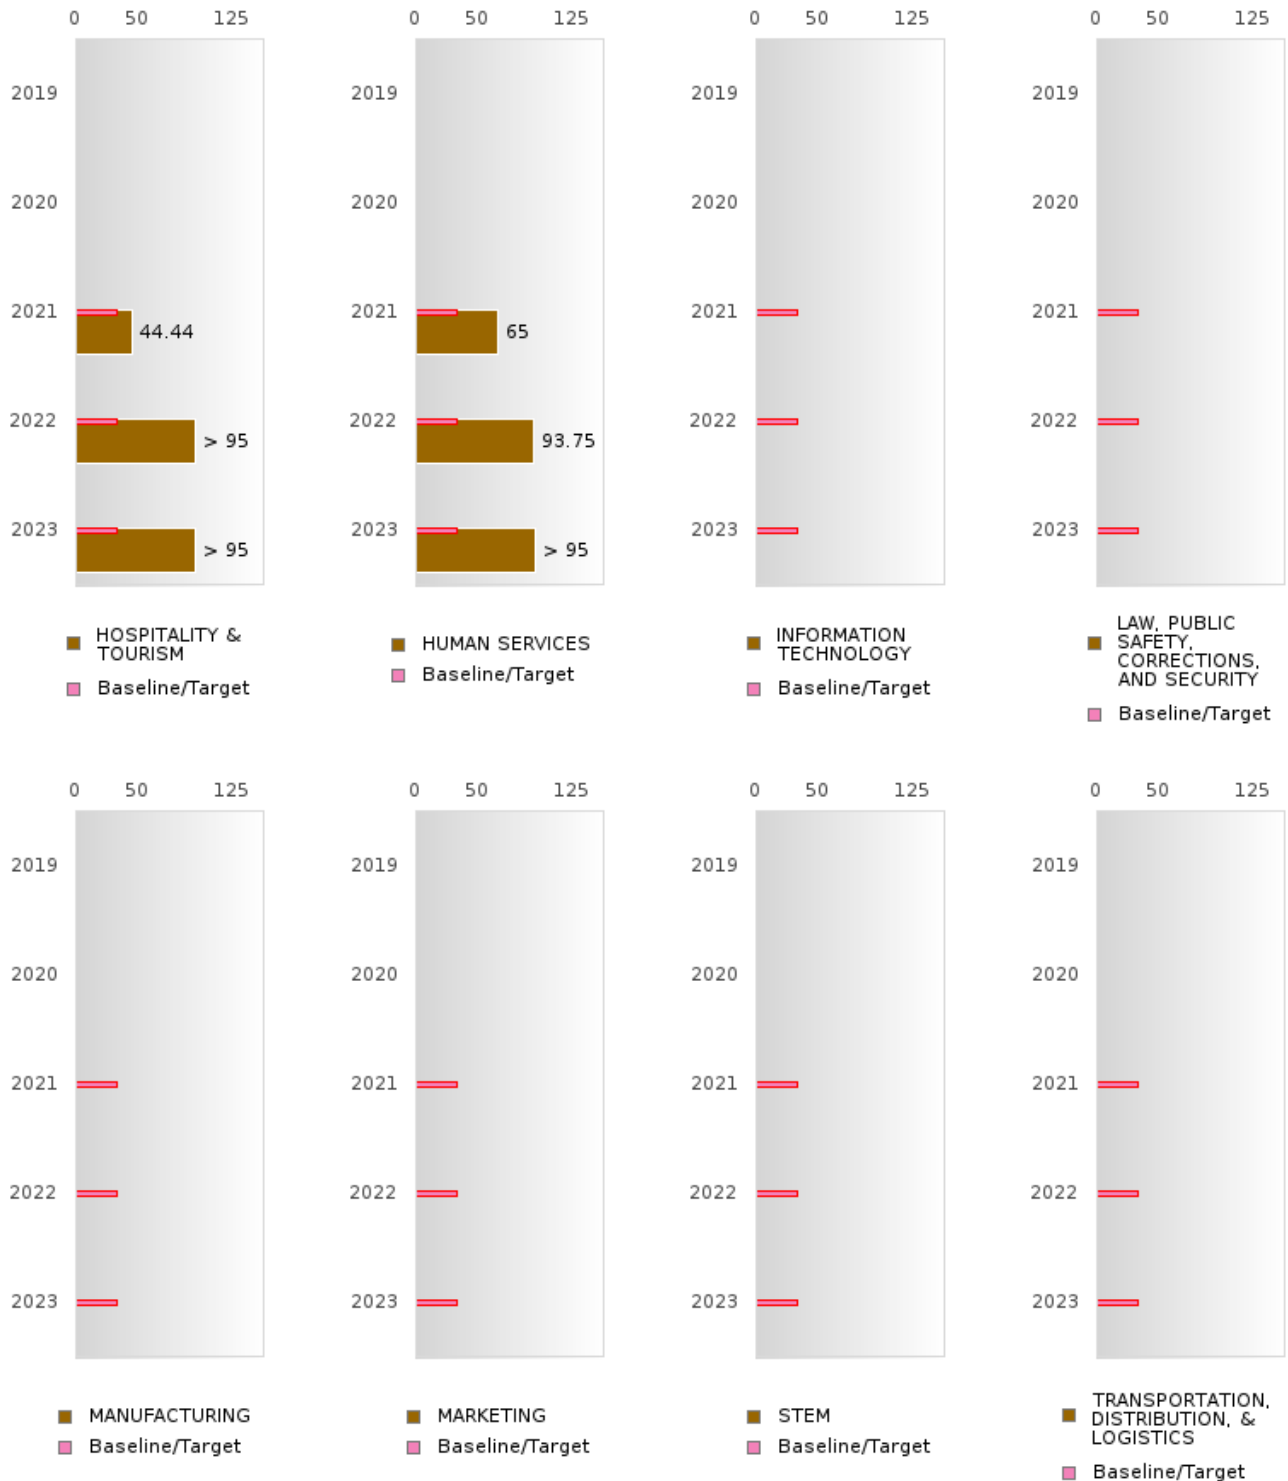 0 50 125
0 50 125
0 50 125
0 50 125
2019
2019
2019
2019
2020
2020
2020
2020
2021
44.44
2021
65
2021
2021
2022
> 95
2022
93.75
2022
2022
2023
> 95
2023
> 95
2023
2023
HOSPITALITY &
TOURISM
Baseline/Target
HUMAN SERVICES
Baseline/Target
INFORMATION
TECHNOLOGY
Baseline/Target
LAW, PUBLIC
SAFETY,
CORRECTIONS,
AND SECURITY
Baseline/Target
0 50 125
0 50 125
0 50 125
0 50 125
2019
2019
2019
2019
2020
2020
2020
2020
2021
2021
2021
2021
2022
2022
2022
2022
2023
2023
2023
2023
MANUFACTURING
Baseline/Target
MARKETING
Baseline/Target
STEM
Baseline/Target
TRANSPORTATION,
DISTRIBUTION, &
LOGISTICS
Baseline/Target